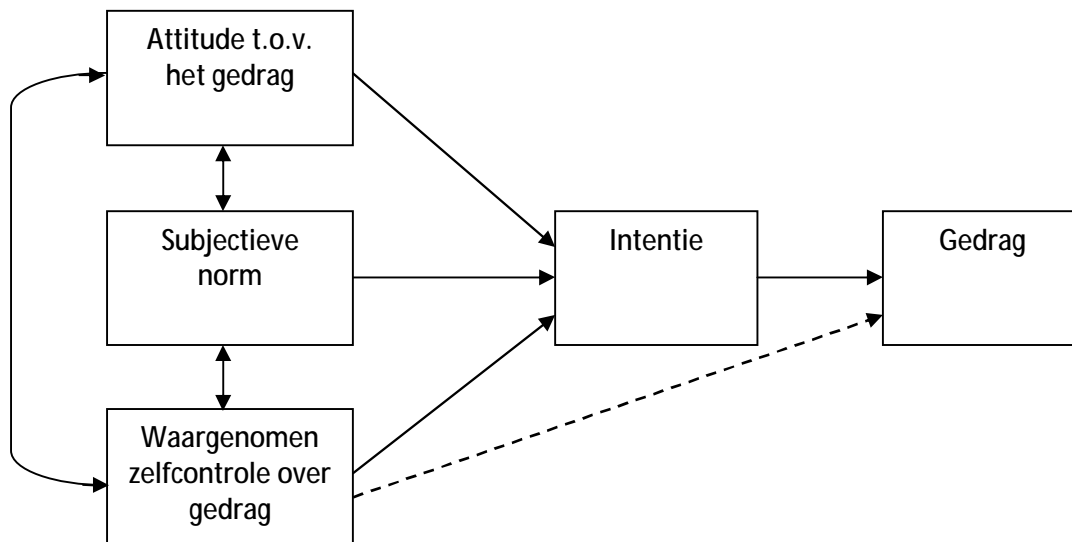 Attitude t.o.v.
het gedrag
Subjectieve
norm
Intentie
Gedrag
Waargenomen
zelfcontrole over
gedrag